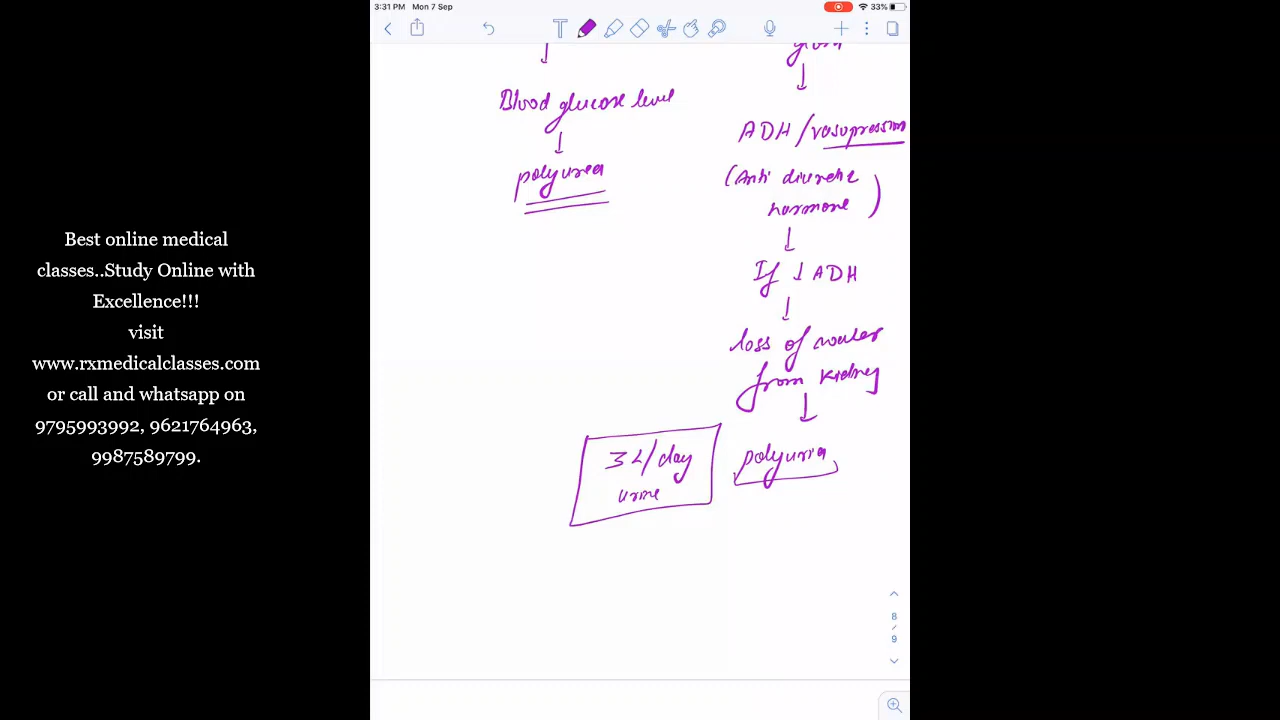 3:31 PM Mon 7 Sep
33%
Best online medical
classes..Study Online with
Excellence!!!
visit
www.rxmedicalclasses.com
or call and whatsapp on
9795993992, 9621764963,
9987589799.
Blood glucose level
↓
polyurea
↓
ADH/vasopression
(Anti diuretic
hormone)
↓
If ↓ ADH
↓
loss of water
from kidney
↓
polyuria
3L/day
urine
8
/
9